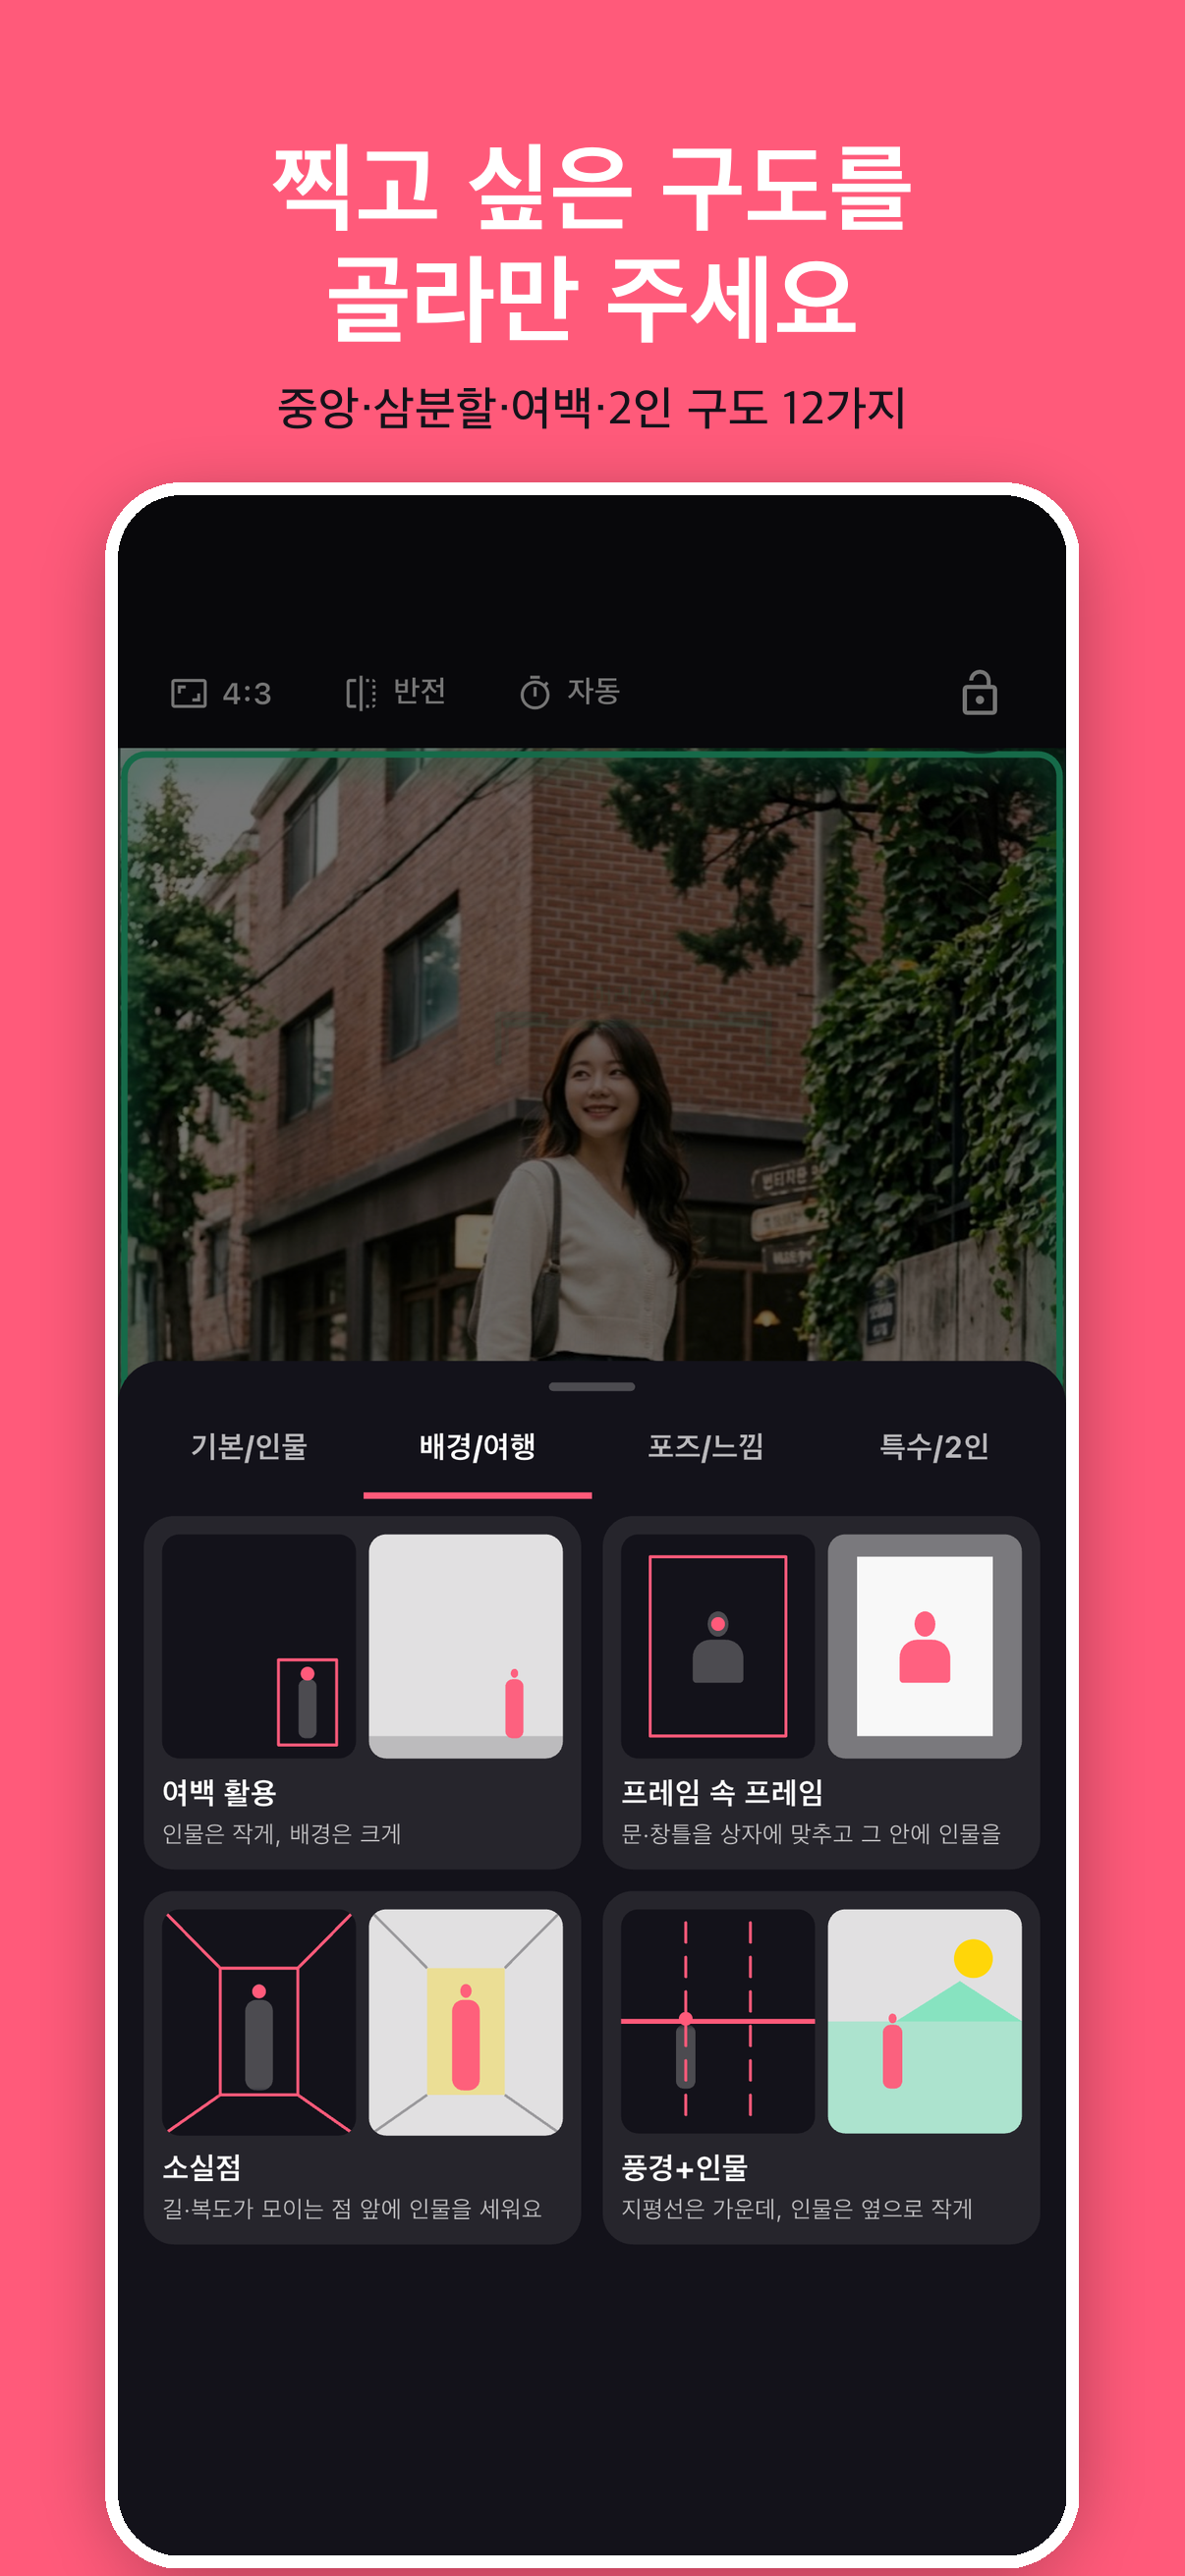 찍고 싶은 구도를
골라만 주세요
중앙·삼분할·여백·2인 구도 12가지
4:3 반전 자동
기본/인물 배경/여행 포즈/느낌 특수/2인
여백 활용
인물은 작게, 배경은 크게
프레임 속 프레임
문·창틀을 상자에 맞추고 그 안에 인물을
소실점
길·복도가 모이는 점 앞에 인물을 세워요
풍경+인물
지평선은 가운데, 인물은 옆으로 작게